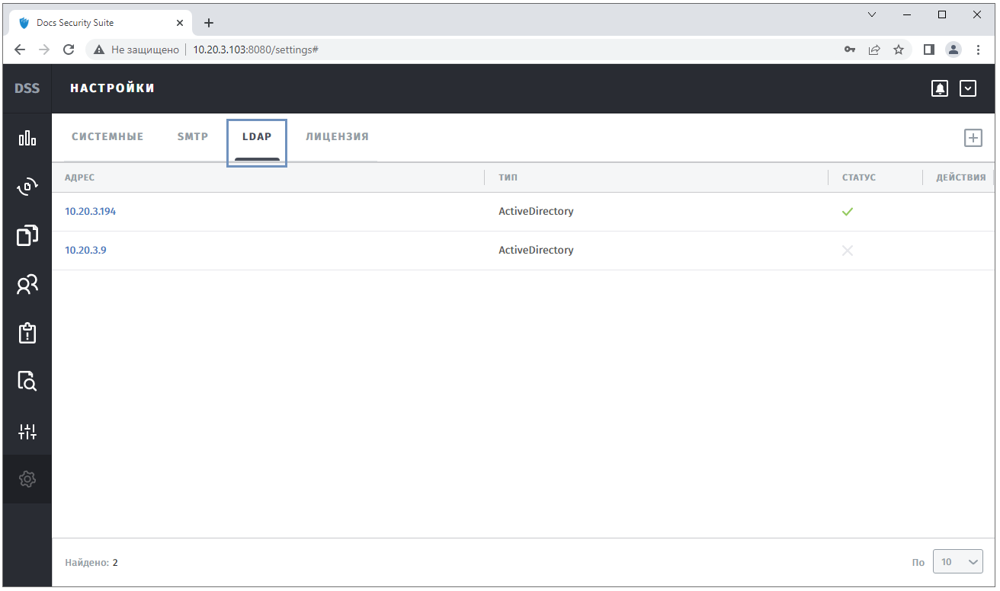 Docs Security Suite
Не защищено 10.20.3.103:8080/settings#
DSS НАСТРОЙКИ
СИСТЕМНЫЕ SMTP LDAP ЛИЦЕНЗИЯ
АДРЕС ТИП СТАТУС ДЕЙСТВИЯ
10.20.3.194 ActiveDirectory
10.20.3.9 ActiveDirectory
Найдено: 2 По 10